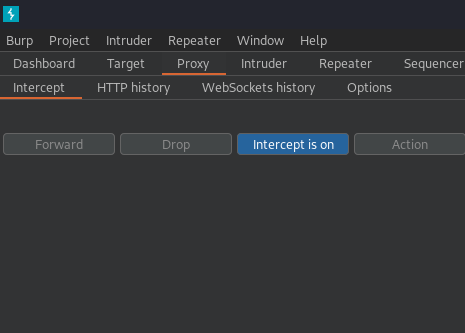 Burp Project Intruder Repeater Window Help
Dashboard Target Proxy Intruder Repeater Sequencer
Intercept HTTP history WebSockets history Options
Forward Drop Intercept is on Action